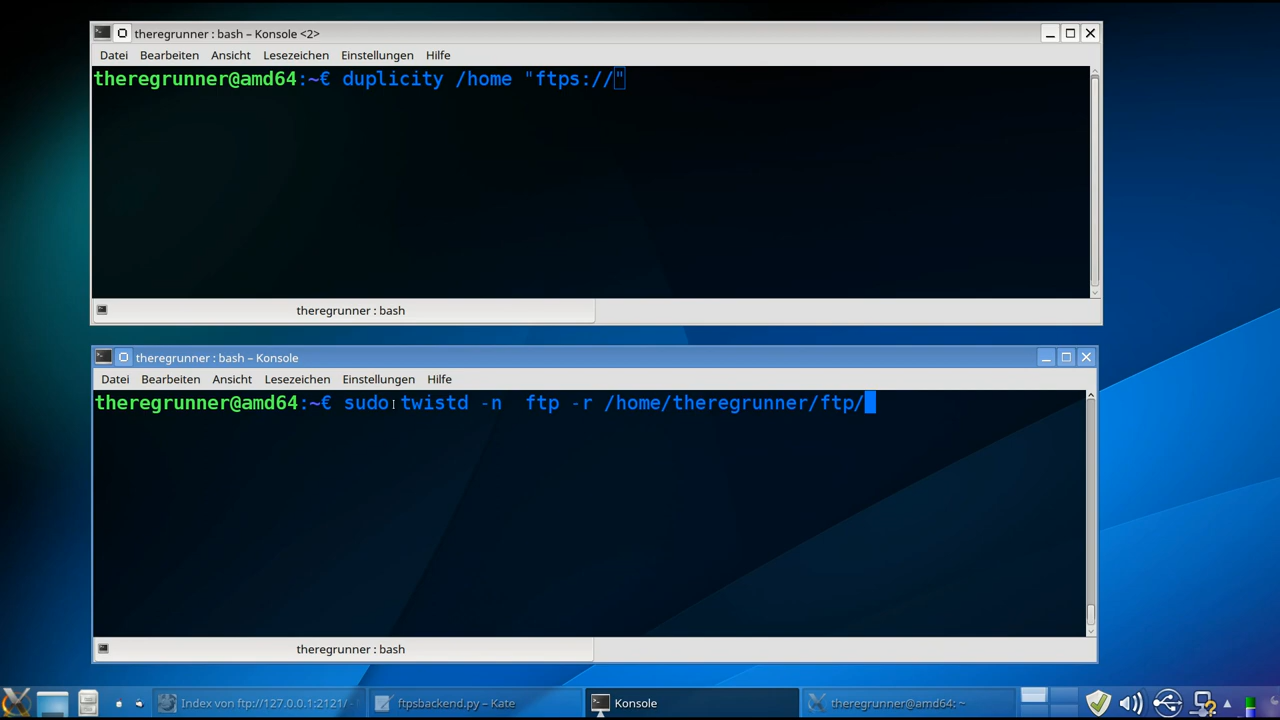 theregrunner : bash – Konsole <2>
Datei Bearbeiten Ansicht Lesezeichen Einstellungen Hilfe
theregrunner@amd64:~€ duplicity /home "ftps://"
theregrunner : bash
theregrunner : bash – Konsole
Datei Bearbeiten Ansicht Lesezeichen Einstellungen Hilfe
theregrunner@amd64:~€ sudo twistd -n  ftp -r /home/theregrunner/ftp/
theregrunner : bash
Index von ftp://127.0.0.1:2121/ - ftpsbackend.py – Kate Konsole theregrunner@amd64: ~